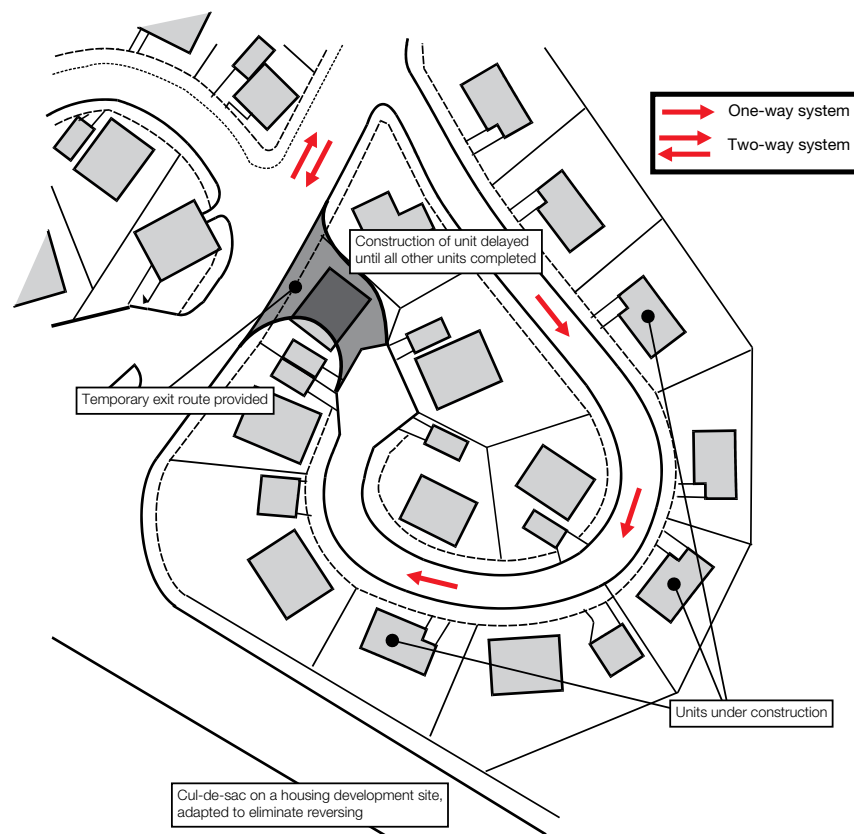 One-way system
Two-way system
Construction of unit delayed
until all other units completed
Temporary exit route provided
Units under construction
Cul-de-sac on a housing development site,
adapted to eliminate reversing